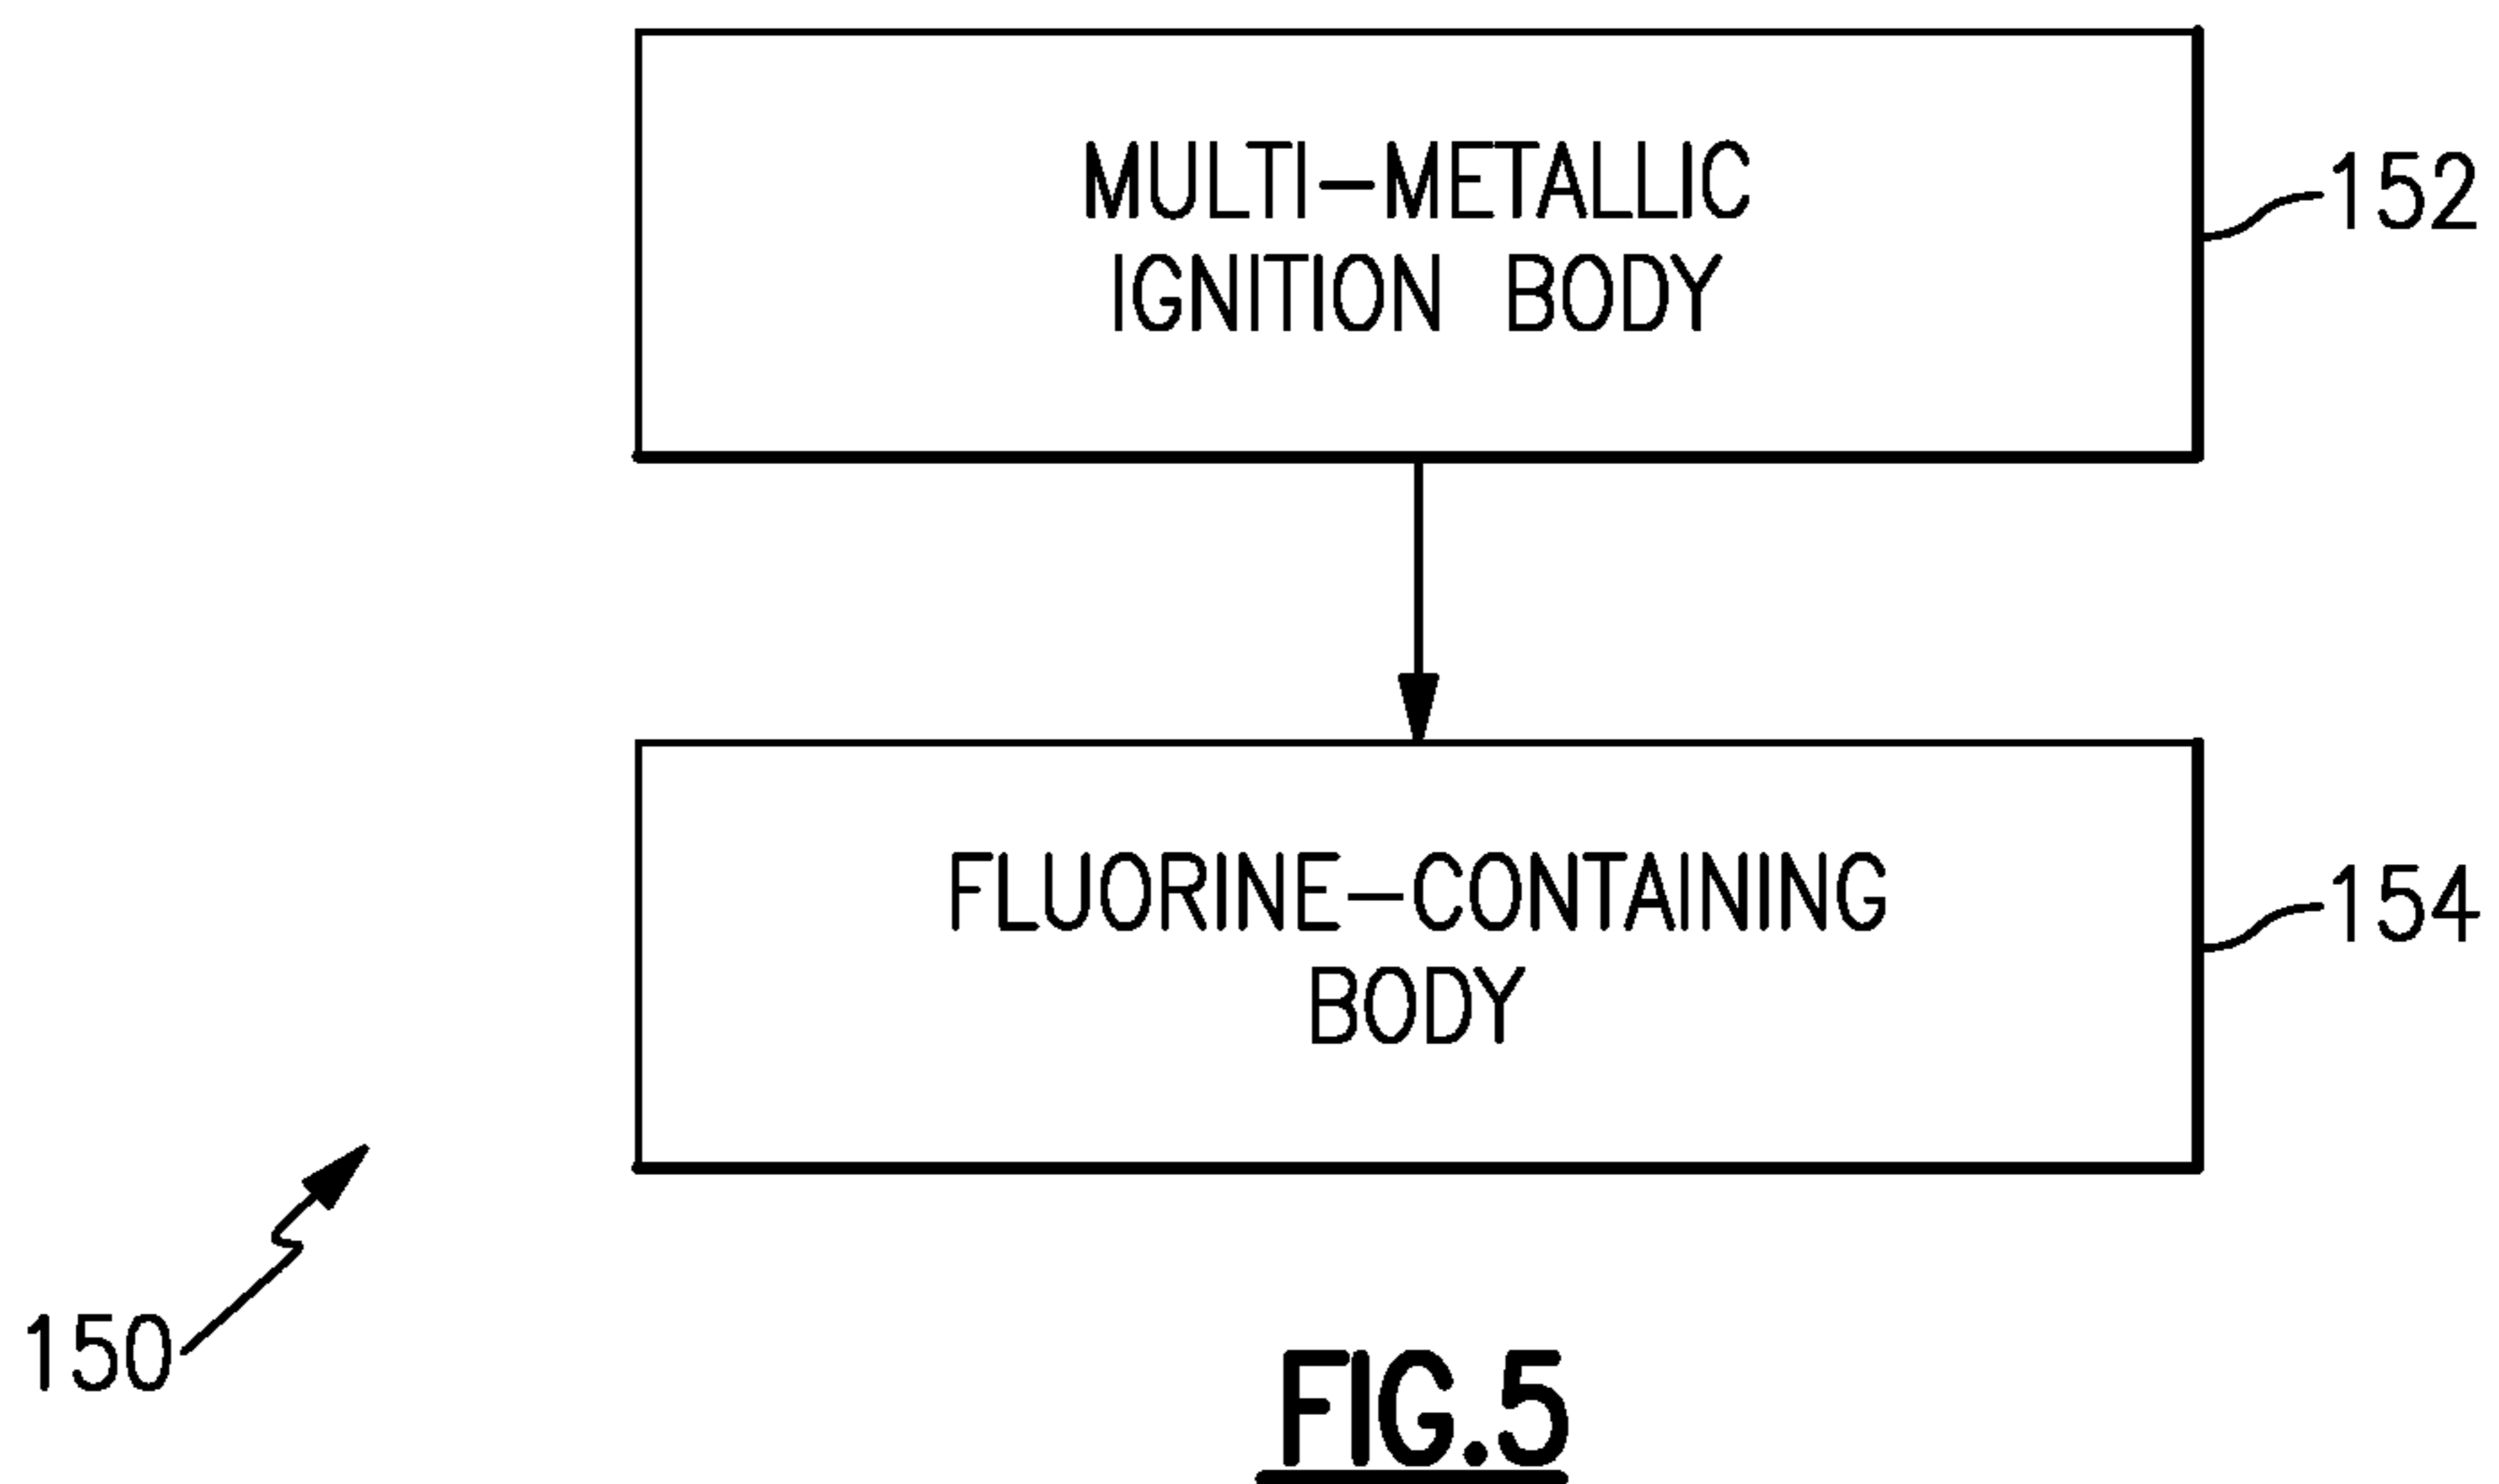 MULTI-METALLIC
IGNITION BODY
152
FLUORINE-CONTAINING
BODY
154
150
FIG.5